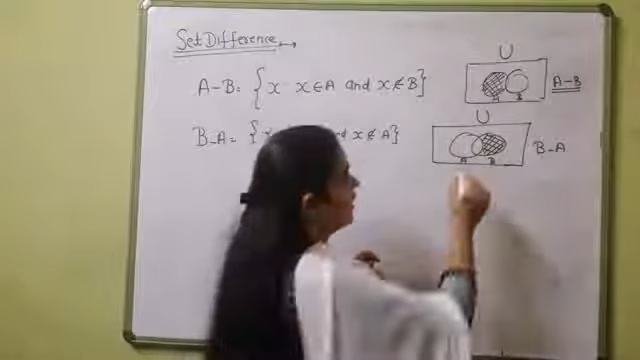 Set Difference →
A-B = { x x ∈ A and x ∉ B}
B-A = { x ∉ A}
U
A B
A-B
U
A B
B-A